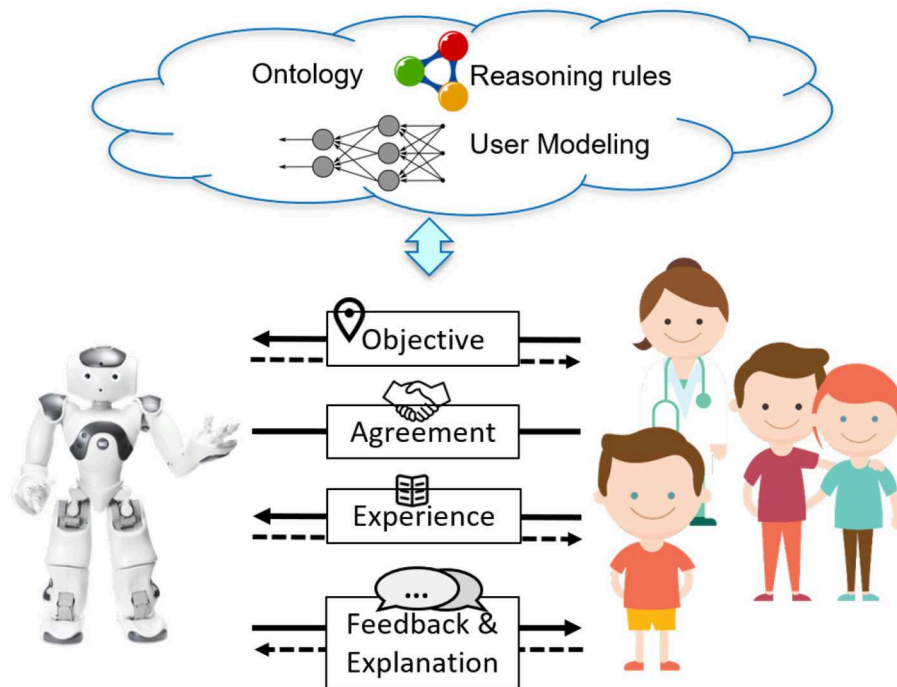 Ontology
Reasoning rules
User Modeling
Objective
Agreement
Experience
...
Feedback &
Explanation